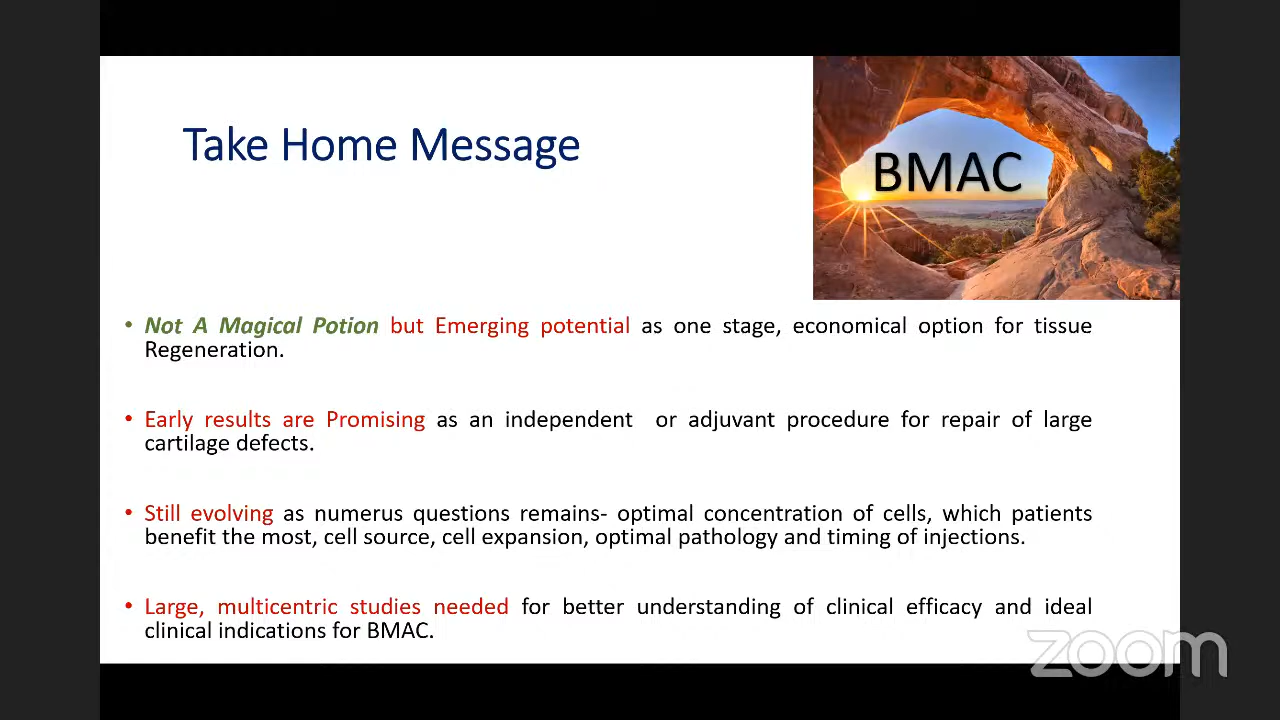 Take Home Message
BMAC
• Not A Magical Potion but Emerging potential as one stage, economical option for tissue
Regeneration.
• Early results are Promising as an independent or adjuvant procedure for repair of large
cartilage defects.
• Still evolving as numerus questions remains- optimal concentration of cells, which patients
benefit the most, cell source, cell expansion, optimal pathology and timing of injections.
• Large, multicentric studies needed for better understanding of clinical efficacy and ideal
clinical indications for BMAC.
zoom